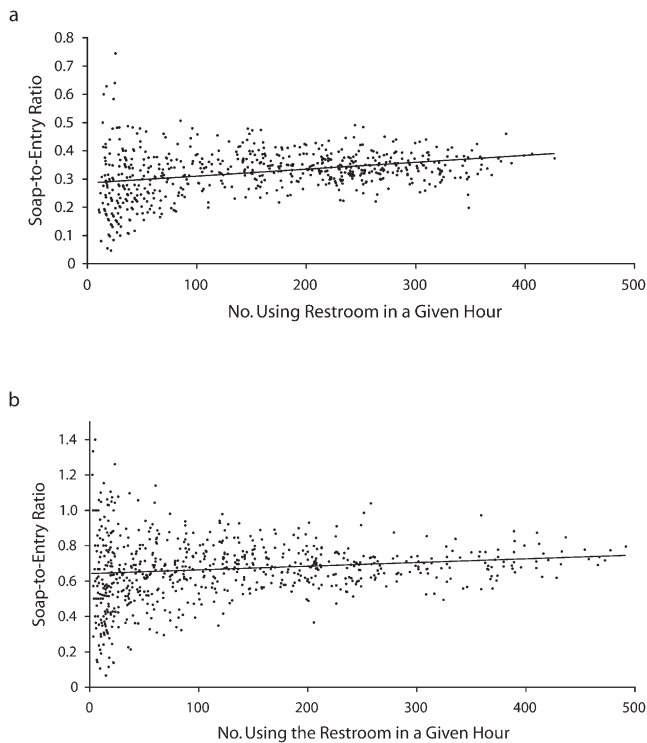 a
0.8
0.7
0.6
0.5
0.4
0.3
0.2
0.1
0
Soap-to-Entry Ratio
0 100 200 300 400 500
No. Using Restroom in a Given Hour
b
1.4
1.2
1.0
0.8
0.6
0.4
0.2
0
Soap-to-Entry Ratio
0 100 200 300 400 500
No. Using the Restroom in a Given Hour